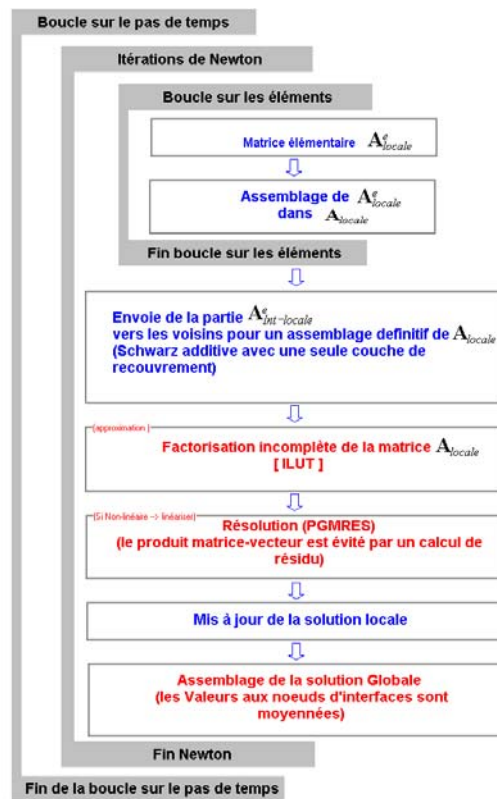 Boucle sur le pas de temps
Itérations de Newton
Boucle sur les éléments
Matrice élémentaire A^e_locale
Assemblage de A^e_locale
dans A_locale
Fin boucle sur les éléments
Envoie de la partie A^e_Int-locale
vers les voisins pour un assemblage definitif de A_locale
(Schwarz additive avec une seule couche de
recouvrement)
(approximation )
Factorisation incomplète de la matrice A_locale
[ ILUT ]
(Si Non-linéaire -> linéariser)
Résolution (PGMRES)
(le produit matrice-vecteur est évité par un calcul de
résidu)
Mis à jour de la solution locale
Assemblage de la solution Globale
(les Valeurs aux noeuds d'interfaces sont
moyennées)
Fin Newton
Fin de la boucle sur le pas de temps